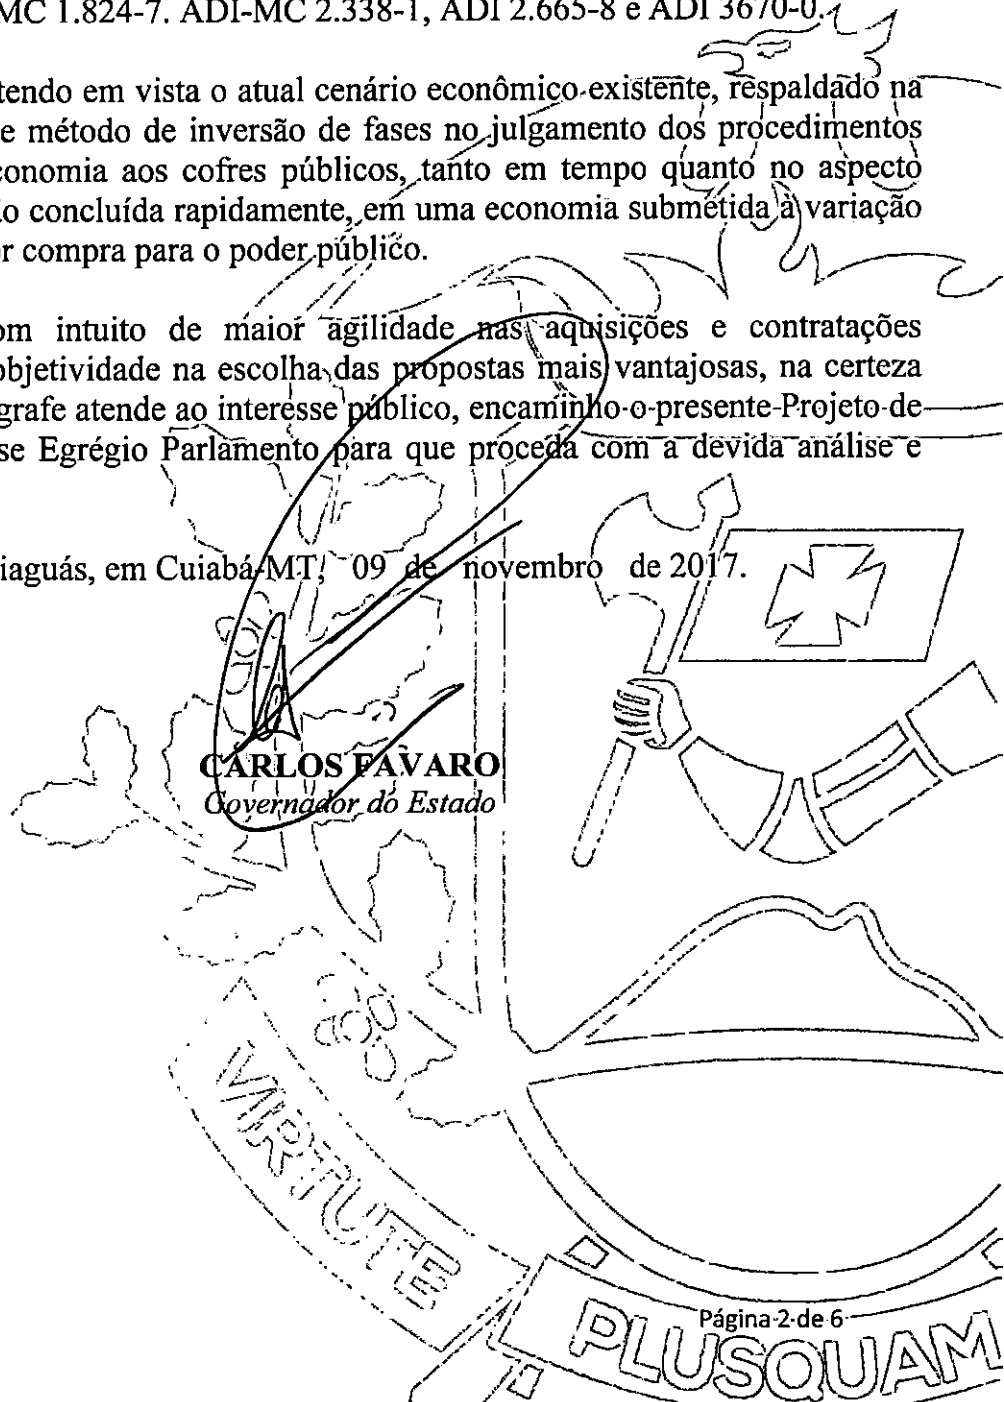 MC 1.824-7. ADI-MC 2.338-1, ADI 2.665-8 e ADI 3670-0.
tendo em vista o atual cenário econômico existente, respaldado na
e método de inversão de fases no julgamento dos procedimentos
conomia aos cofres públicos, tanto em tempo quanto no aspecto
ão concluída rapidamente, em uma economia submetida à variação
or compra para o poder público.
om intuito de maior agilidade nas aquisições e contratações
objetividade na escolha das propostas mais vantajosas, na certeza
grafe atende ao interesse público, encaminho o presente Projeto de
se Egrégio Parlamento para que proceda com a devida análise e
iaguás, em Cuiabá-MT, 09 de novembro de 2017.
CARLOS FAVARO
Governador do Estado
VIRTUTE
Página 2 de 6
PLUSQUAM